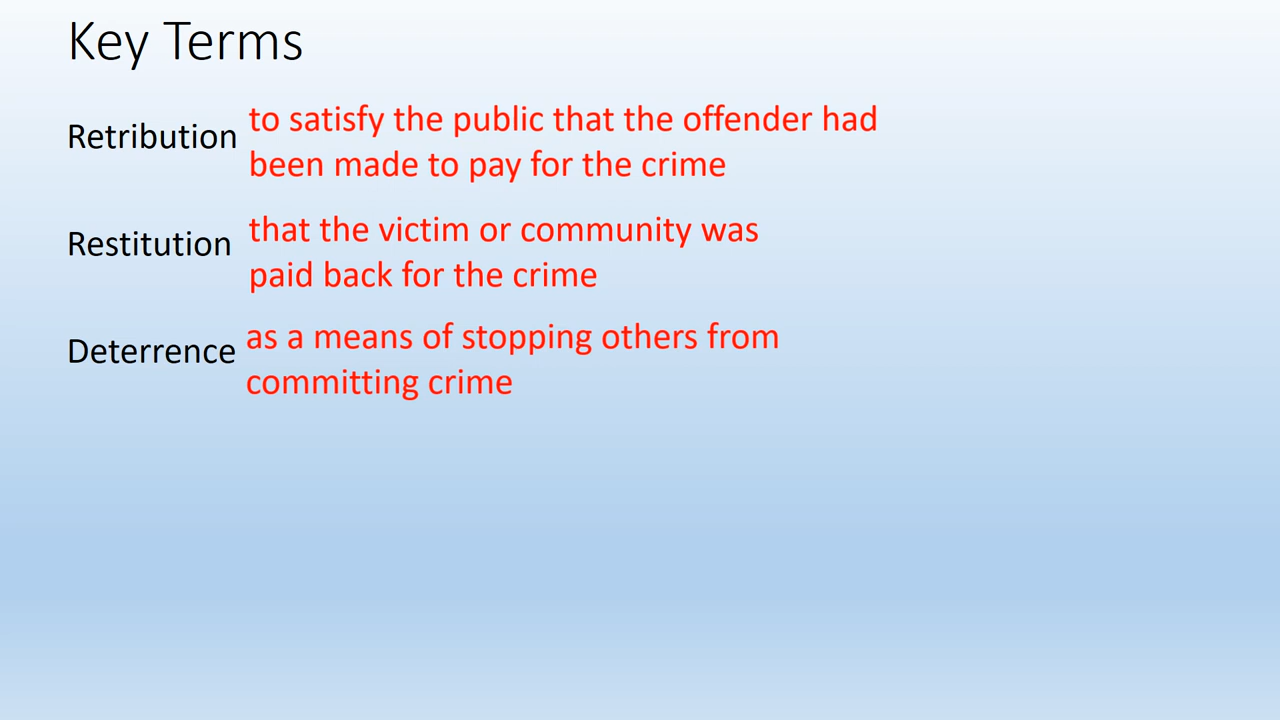 Key Terms
Retribution
to satisfy the public that the offender had
been made to pay for the crime
Restitution
that the victim or community was
paid back for the crime
Deterrence
as a means of stopping others from
committing crime